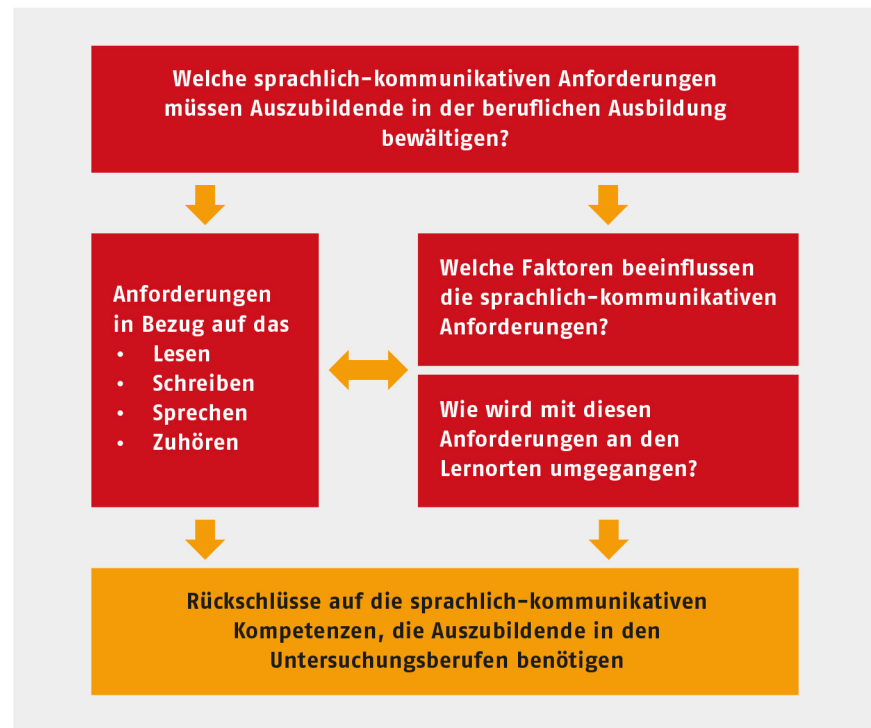 Welche sprachlich-kommunikativen Anforderungen
müssen Auszubildende in der beruflichen Ausbildung
bewältigen?
Anforderungen
in Bezug auf das
• Lesen
• Schreiben
• Sprechen
• Zuhören
Welche Faktoren beeinflussen
die sprachlich-kommunikativen
Anforderungen?
Wie wird mit diesen
Anforderungen an den
Lernorten umgegangen?
Rückschlüsse auf die sprachlich-kommunikativen
Kompetenzen, die Auszubildende in den
Untersuchungsberufen benötigen